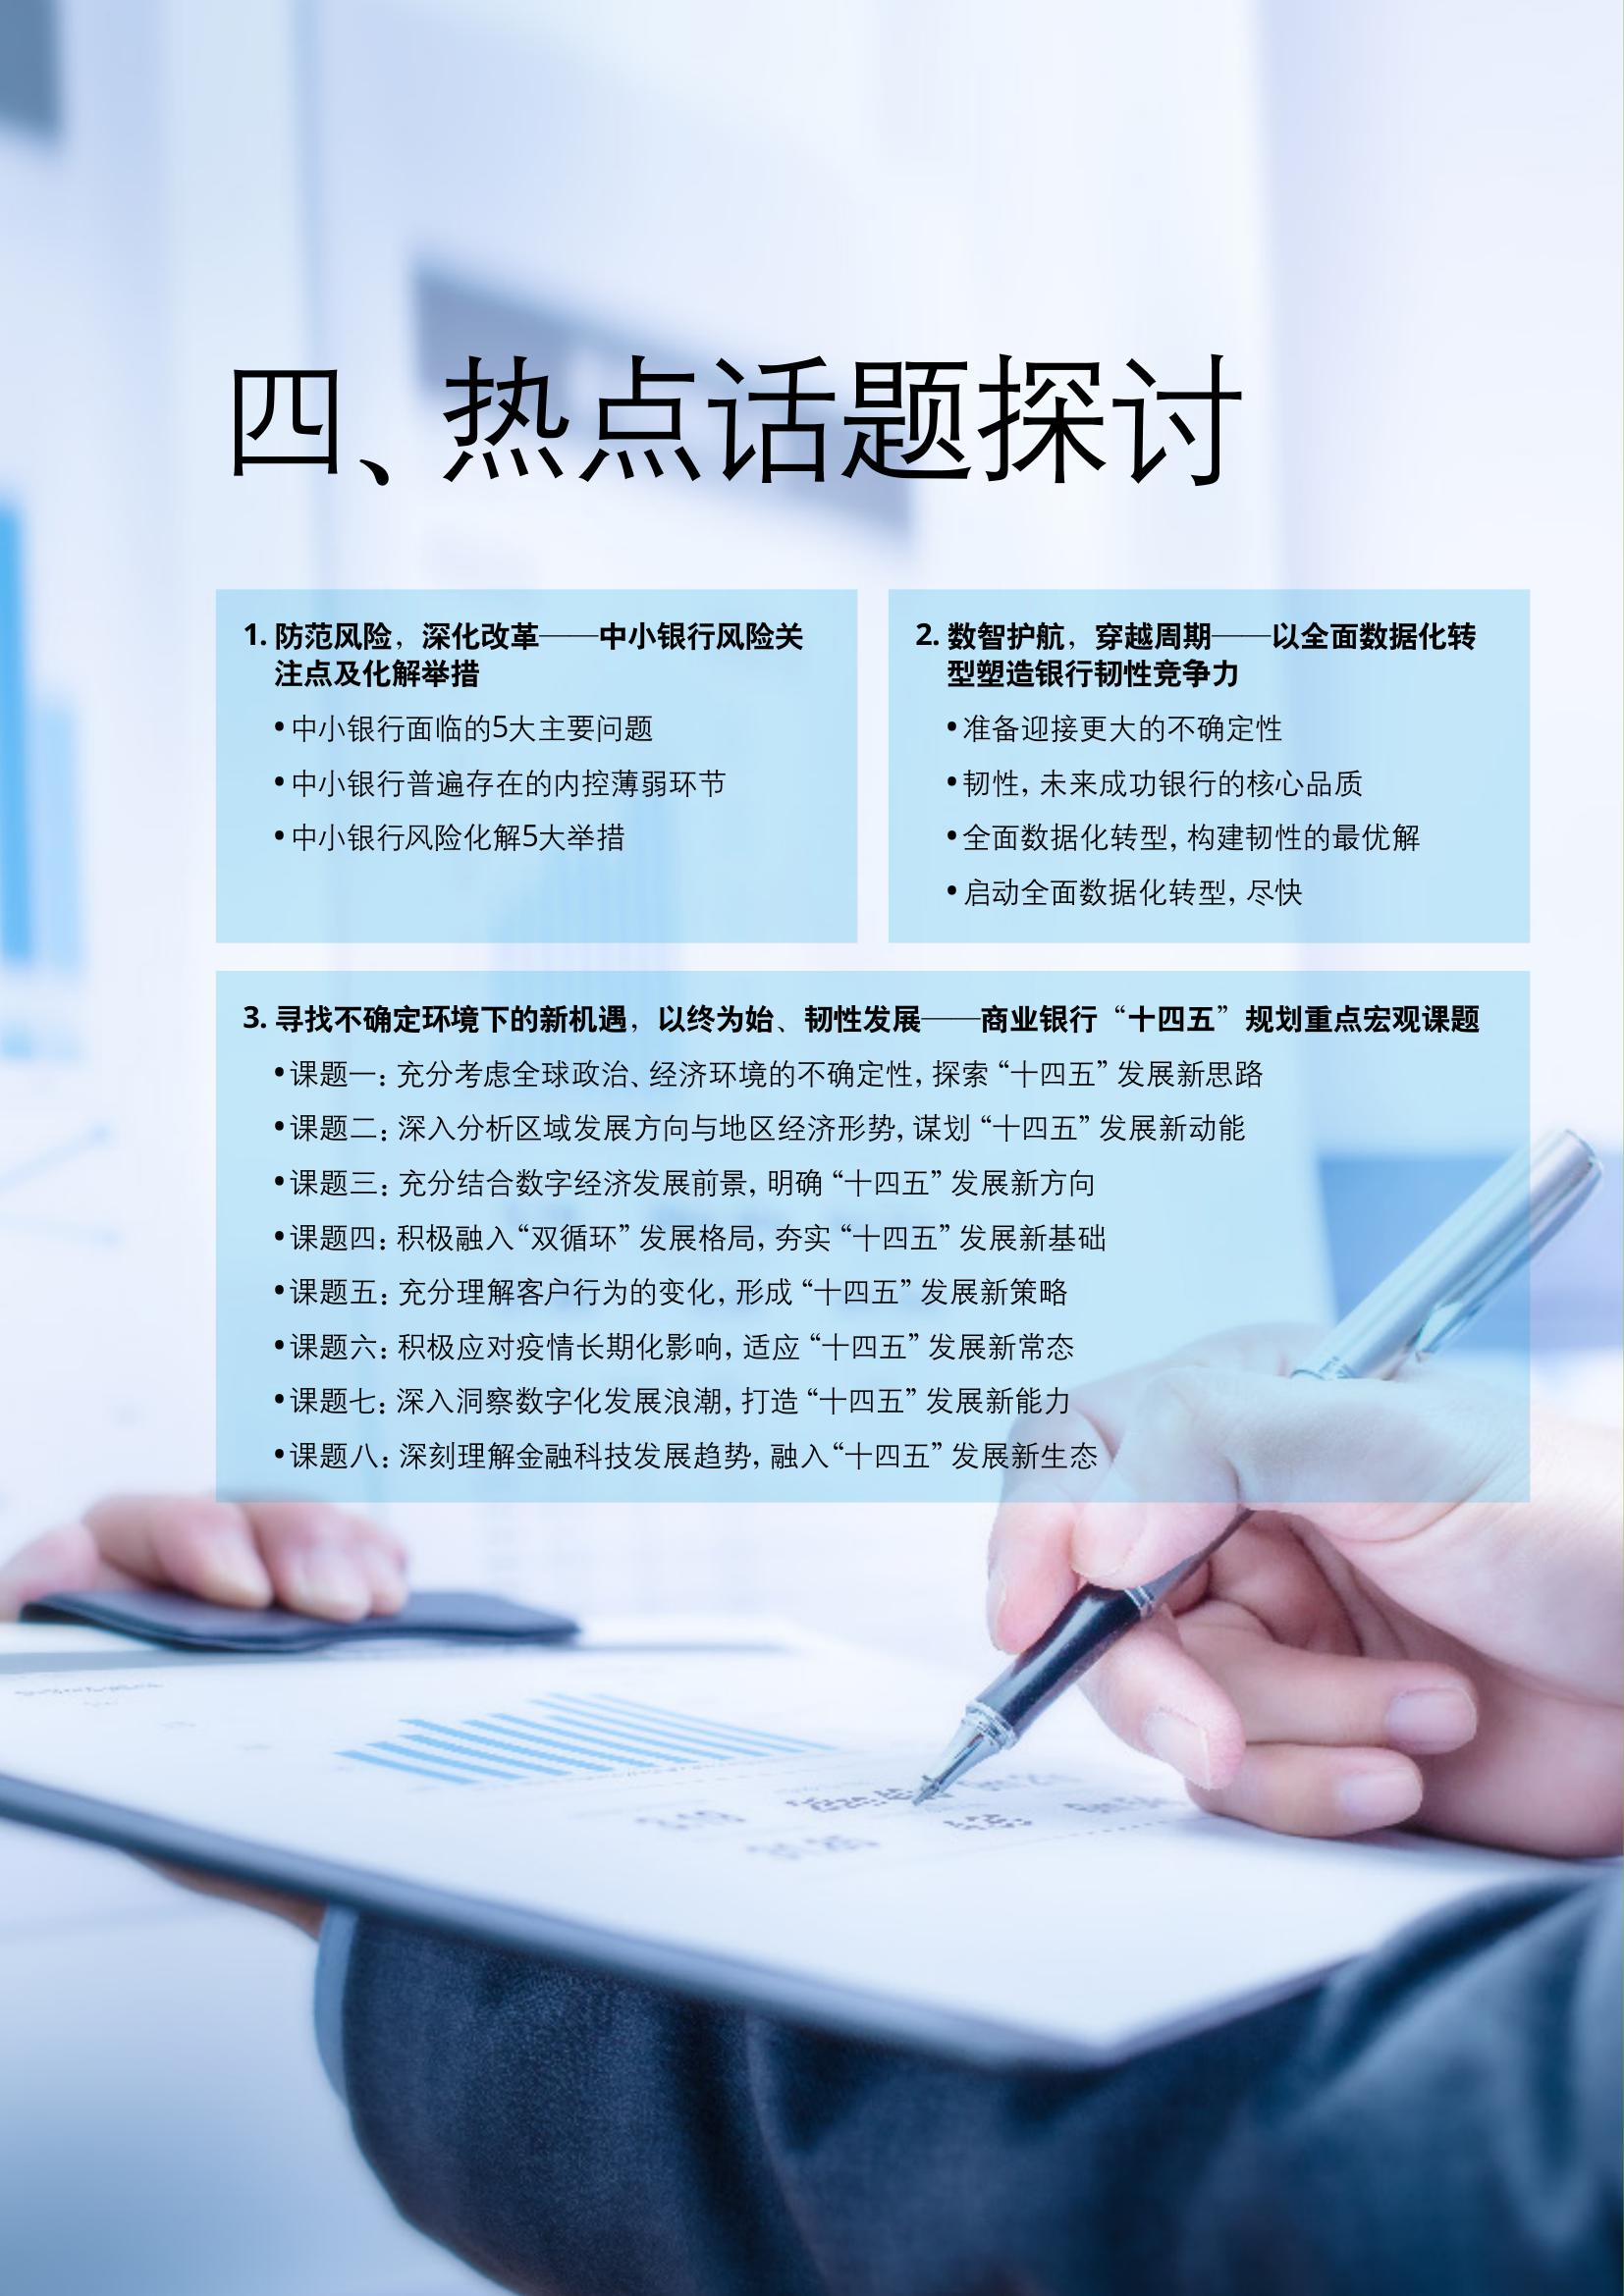 四、热点话题探讨
1. 防范风险，深化改革——中小银行风险关
注点及化解举措
•中小银行面临的5大主要问题
•中小银行普遍存在的内控薄弱环节
•中小银行风险化解5大举措
2. 数智护航，穿越周期——以全面数据化转
型塑造银行韧性竞争力
•准备迎接更大的不确定性
•韧性，未来成功银行的核心品质
•全面数据化转型，构建韧性的最优解
•启动全面数据化转型，尽快
3. 寻找不确定环境下的新机遇，以终为始、韧性发展——商业银行“十四五”规划重点宏观课题
•课题一：充分考虑全球政治、经济环境的不确定性，探索“十四五”发展新思路
•课题二：深入分析区域发展方向与地区经济形势，谋划“十四五”发展新动能
•课题三：充分结合数字经济发展前景，明确“十四五”发展新方向
•课题四：积极融入“双循环”发展格局，夯实“十四五”发展新基础
•课题五：充分理解客户行为的变化，形成“十四五”发展新策略
•课题六：积极应对疫情长期化影响，适应“十四五”发展新常态
•课题七：深入洞察数字化发展浪潮，打造“十四五”发展新能力
•课题八：深刻理解金融科技发展趋势，融入“十四五”发展新生态